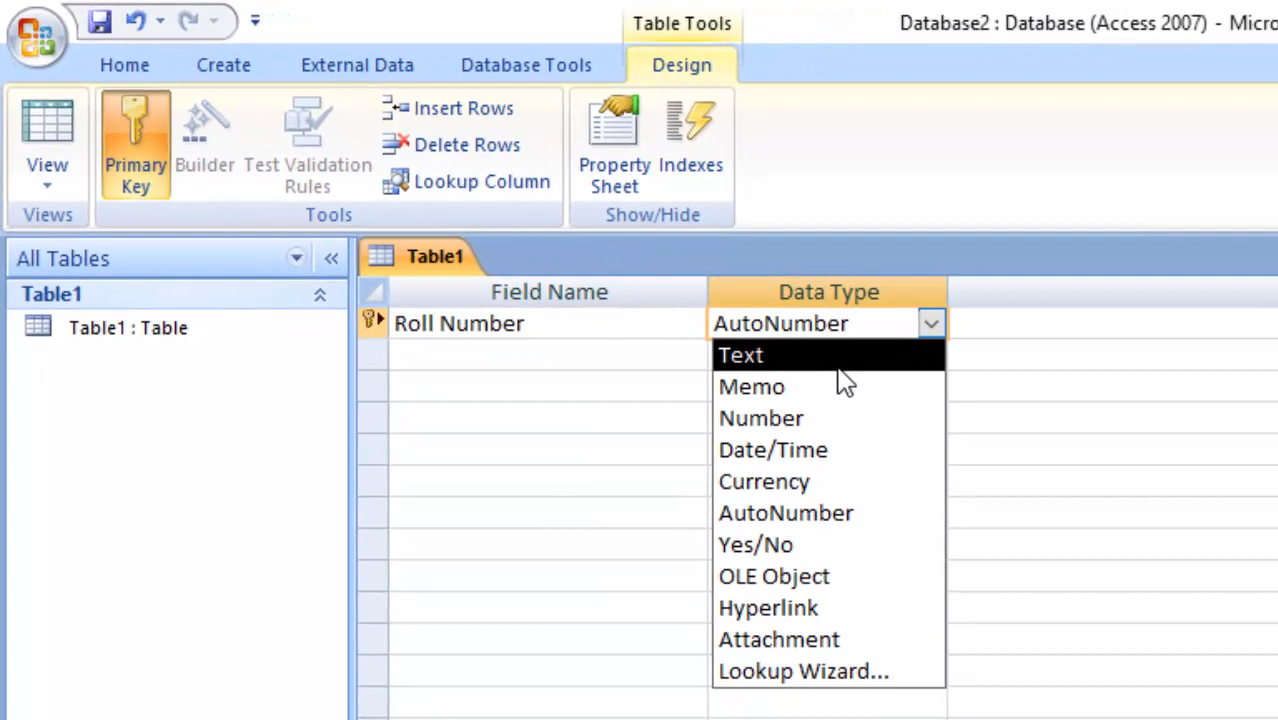 Table Tools
Database2 : Database (Access 2007) - Micro
Home Create External Data Database Tools Design
View
Primary Key
Builder
Test Validation Rules
Insert Rows
Delete Rows
Lookup Column
Property Sheet
Indexes
Views Tools Show/Hide
All Tables
Table1
Table1 : Table
Table1
Field Name Data Type
Roll Number AutoNumber
Text
Memo
Number
Date/Time
Currency
AutoNumber
Yes/No
OLE Object
Hyperlink
Attachment
Lookup Wizard...